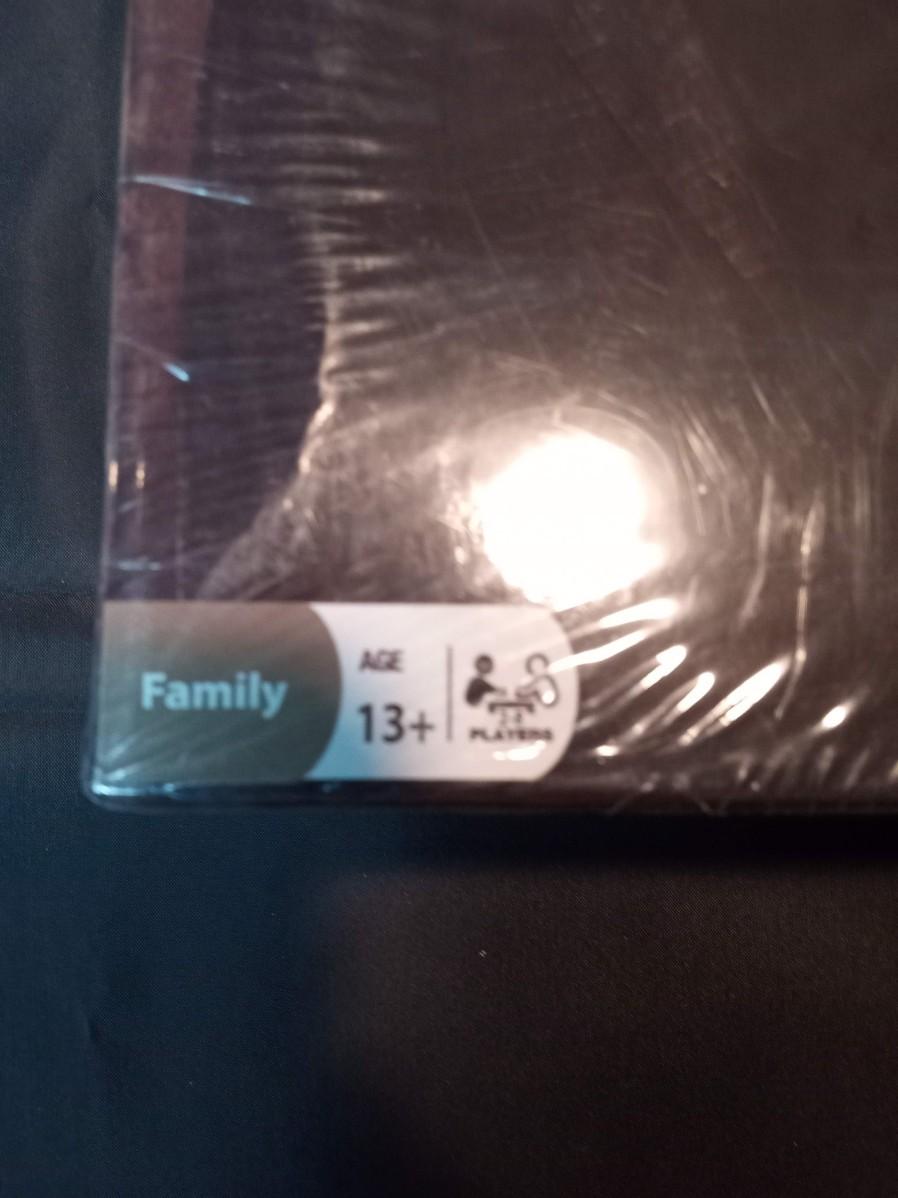 Family
AGE
13+
PLAYERS